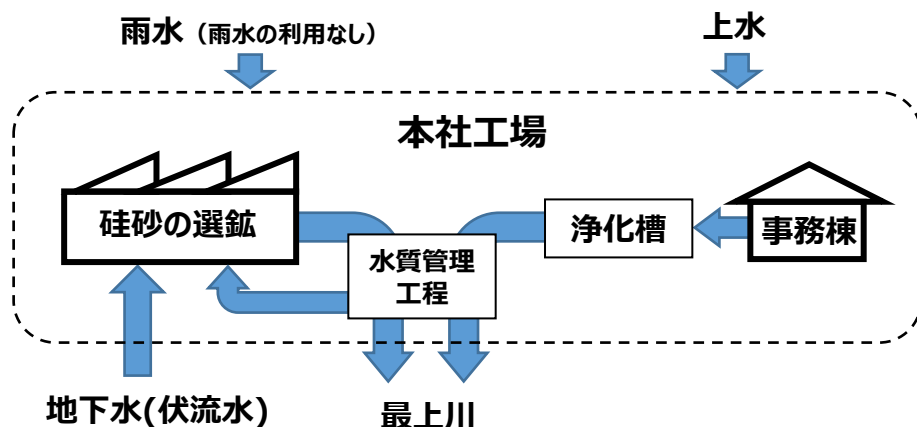 雨水（雨水の利用なし）
上水
本社工場
硅砂の選鉱
浄化槽
事務棟
水質管理
工程
地下水(伏流水)
最上川